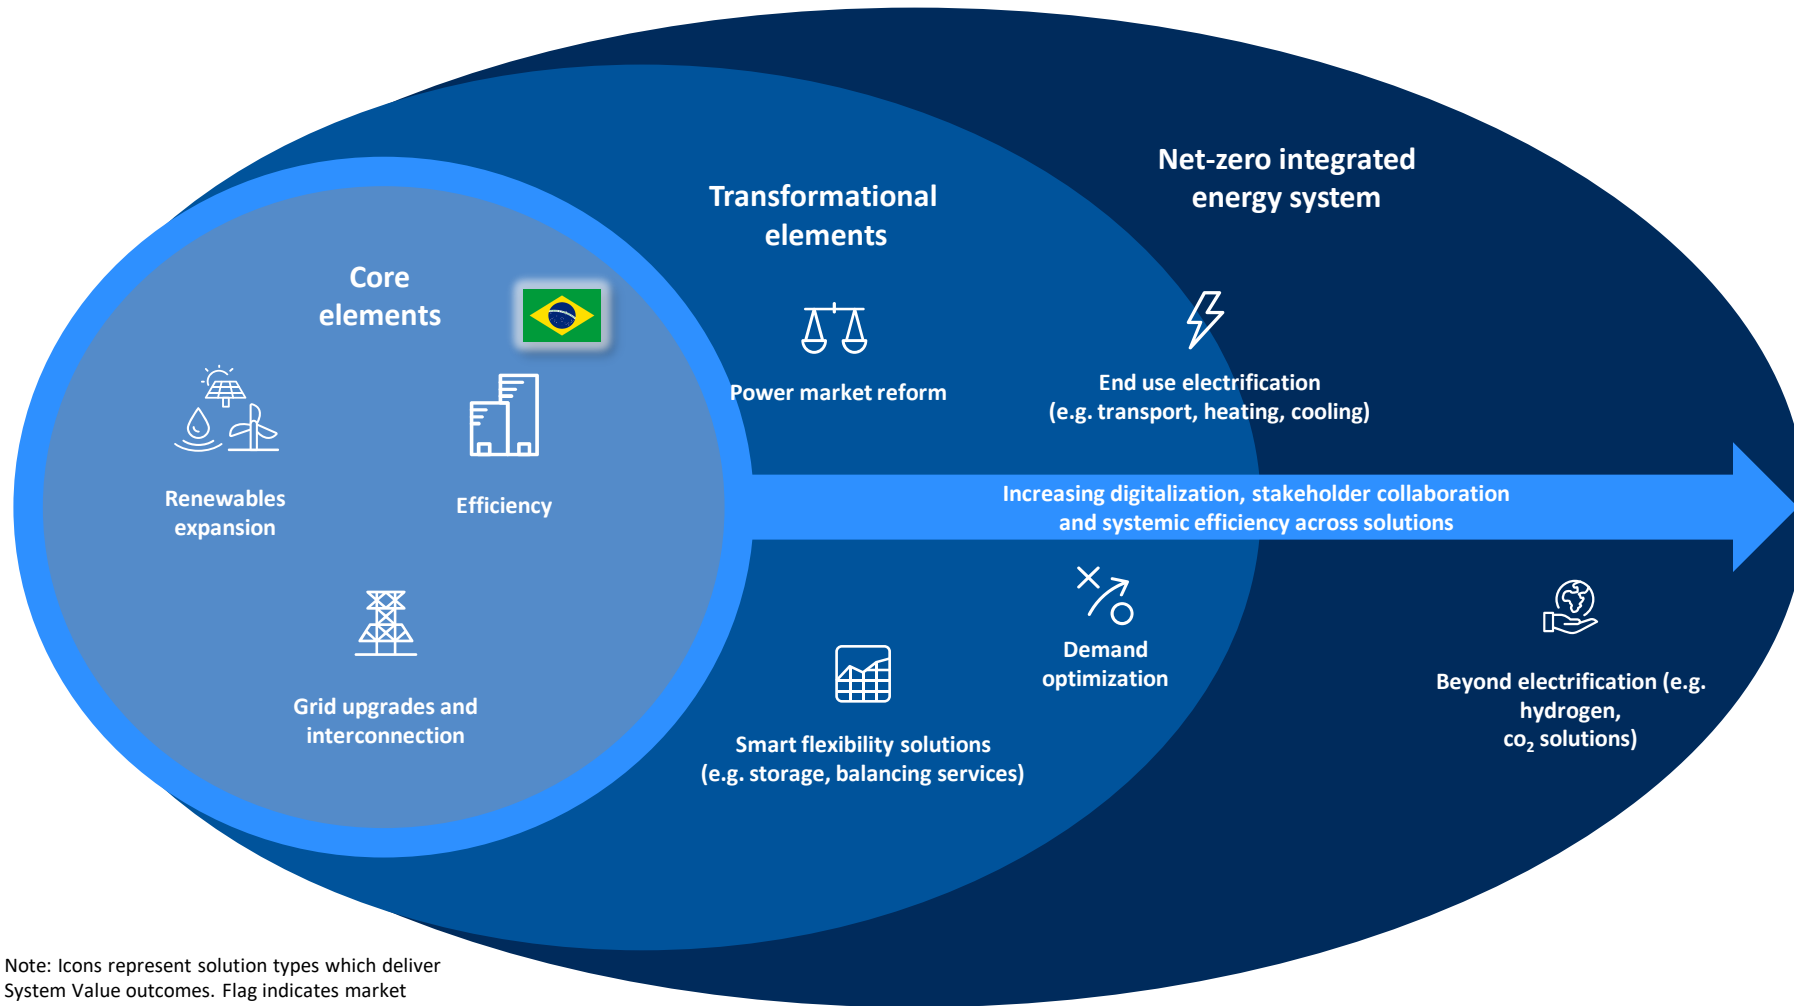 Net-zero integrated
energy system
Transformational
elements
Core
elements
Power market reform
End use electrification
(e.g. transport, heating, cooling)
Renewables
expansion
Efficiency
Increasing digitalization, stakeholder collaboration
and systemic efficiency across solutions
Grid upgrades and
interconnection
Demand
optimization
Smart flexibility solutions
(e.g. storage, balancing services)
Beyond electrification (e.g.
hydrogen,
co₂ solutions)
Note: Icons represent solution types which deliver
System Value outcomes. Flag indicates market